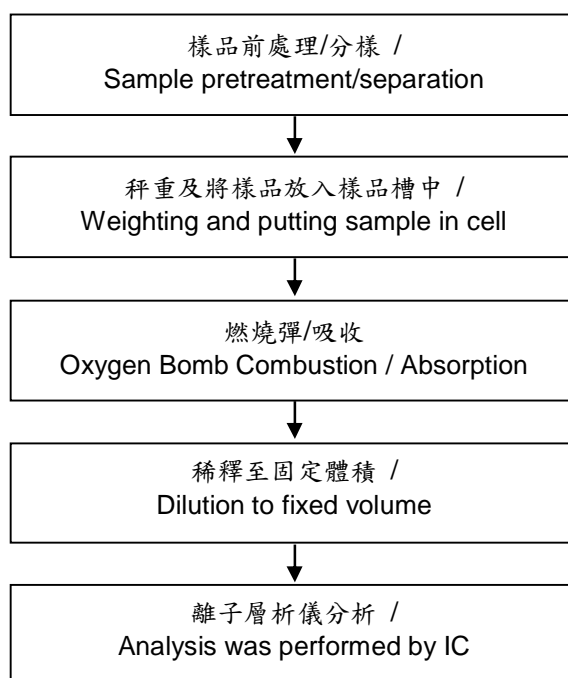 樣品前處理/分樣 /
Sample pretreatment/separation
秤重及將樣品放入樣品槽中 /
Weighting and putting sample in cell
燃燒彈/吸收
Oxygen Bomb Combustion / Absorption
稀釋至固定體積 /
Dilution to fixed volume
離子層析儀分析 /
Analysis was performed by IC